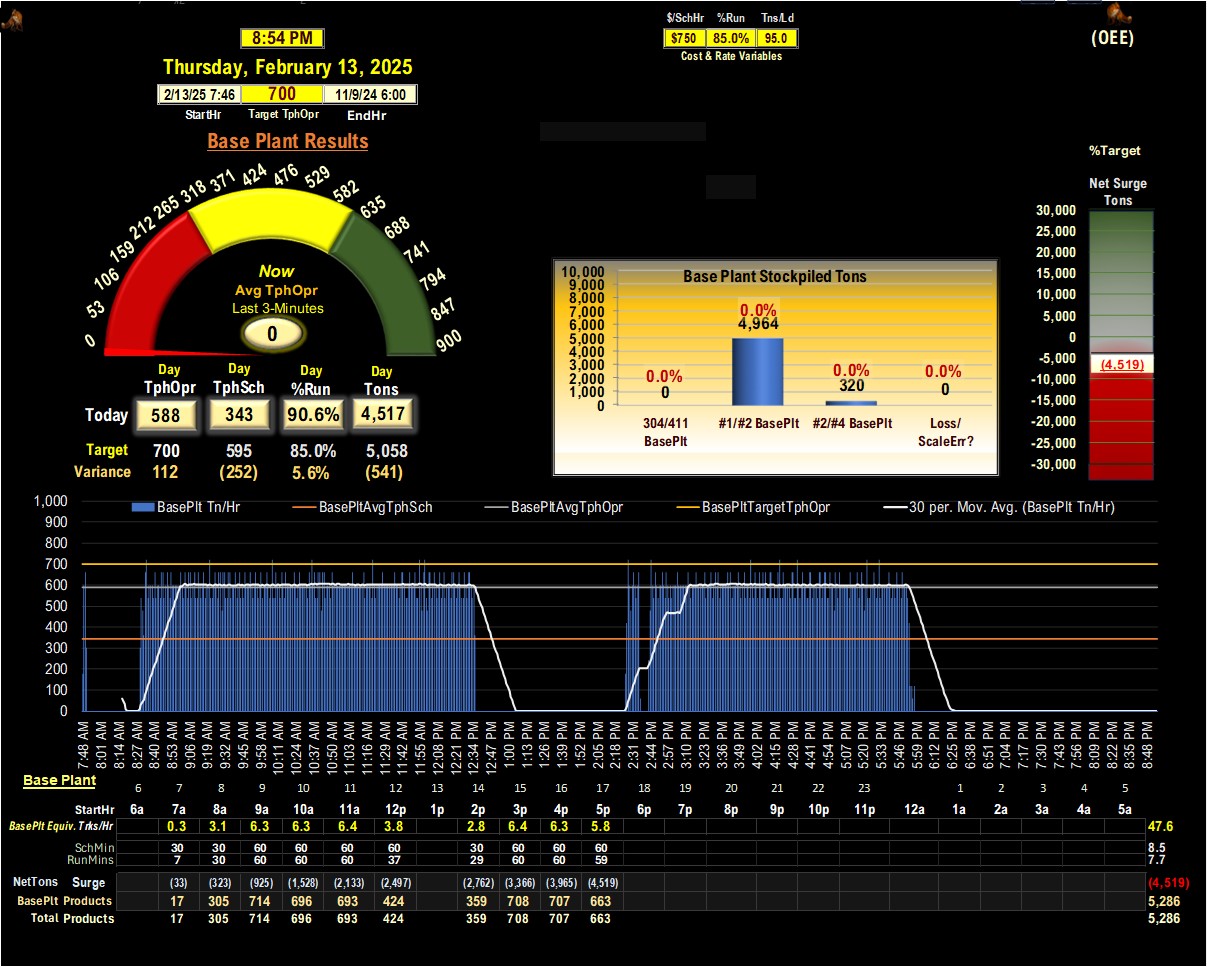 $/SchHr %Run Tns/Ld
8:54 PM
$750 85.0% 95.0
(OEE)
Cost & Rate Variables
Thursday, February 13, 2025
2/13/25 7:46 700 11/9/24 6:00
StartHr Target TphOpr EndHr
Base Plant Results
%Target
Net Surge
Tons
30,000
25,000
20,000
15,000
10,000
5,000
0
-5,000
(4,519)
-10,000
-15,000
-20,000
-25,000
-30,000
0 53 106 159 212 265 318 371 424 476 529 582 635 688 741 794 847 900
Now
Avg TphOpr
Last 3-Minutes
0
Base Plant Stockpiled Tons
10,000
9,000
8,000
7,000
6,000
5,000
4,000
3,000
2,000
1,000
0
0.0% 0.0% 0.0% 0.0%
0 4,964 320 0
304/411 #1/#2 BasePlt #2/#4 BasePlt Loss/
BasePlt ScaleErr?
Day Day Day Day
TphOpr TphSch %Run Tons
Today 588 343 90.6% 4,517
Target 700 595 85.0% 5,058
Variance 112 (252) 5.6% (541)
BasePlt Tn/Hr BasePltAvgTphSch BasePltAvgTphOpr BasePltTargetTphOpr 30 per. Mov. Avg. (BasePlt Tn/Hr)
1,000
900
800
700
600
500
400
300
200
100
0
7:48 AM 8:01 AM 8:14 AM 8:27 AM 8:40 AM 8:53 AM 9:06 AM 9:19 AM 9:32 AM 9:45 AM 9:58 AM 10:11 AM 10:24 AM 10:37 AM 10:50 AM 11:03 AM 11:16 AM 11:29 AM 11:42 AM 11:55 AM 12:08 PM 12:21 PM 12:34 PM 12:47 PM 1:00 PM 1:13 PM 1:26 PM 1:39 PM 1:52 PM 2:05 PM 2:18 PM 2:31 PM 2:44 PM 2:57 PM 3:10 PM 3:23 PM 3:36 PM 3:49 PM 4:02 PM 4:15 PM 4:28 PM 4:41 PM 4:54 PM 5:07 PM 5:20 PM 5:33 PM 5:46 PM 5:59 PM 6:12 PM 6:25 PM 6:38 PM 6:51 PM 7:04 PM 7:17 PM 7:30 PM 7:43 PM 7:56 PM 8:09 PM 8:22 PM 8:35 PM 8:48 PM
Base Plant
6 7 8 9 10 11 12 13 14 15 16 17 18 19 20 21 22 23 1 2 3 4 5
StartHr 6a 7a 8a 9a 10a 11a 12p 1p 2p 3p 4p 5p 6p 7p 8p 9p 10p 11p 12a 1a 2a 3a 4a 5a
BasePlt Equiv. Trks/Hr 0.3 3.1 6.3 6.3 6.4 3.8 2.8 6.4 6.3 5.8 47.6
SchMin 30 30 60 60 60 60 30 60 60 60 8.5
RunMins 7 30 60 60 60 37 29 60 60 59 7.7
NetTons Surge (33) (323) (925) (1,528) (2,133) (2,497) (2,762) (3,366) (3,965) (4,519) (4,519)
BasePlt Products 17 305 714 696 693 424 359 708 707 663 5,286
Total Products 17 305 714 696 693 424 359 708 707 663 5,286